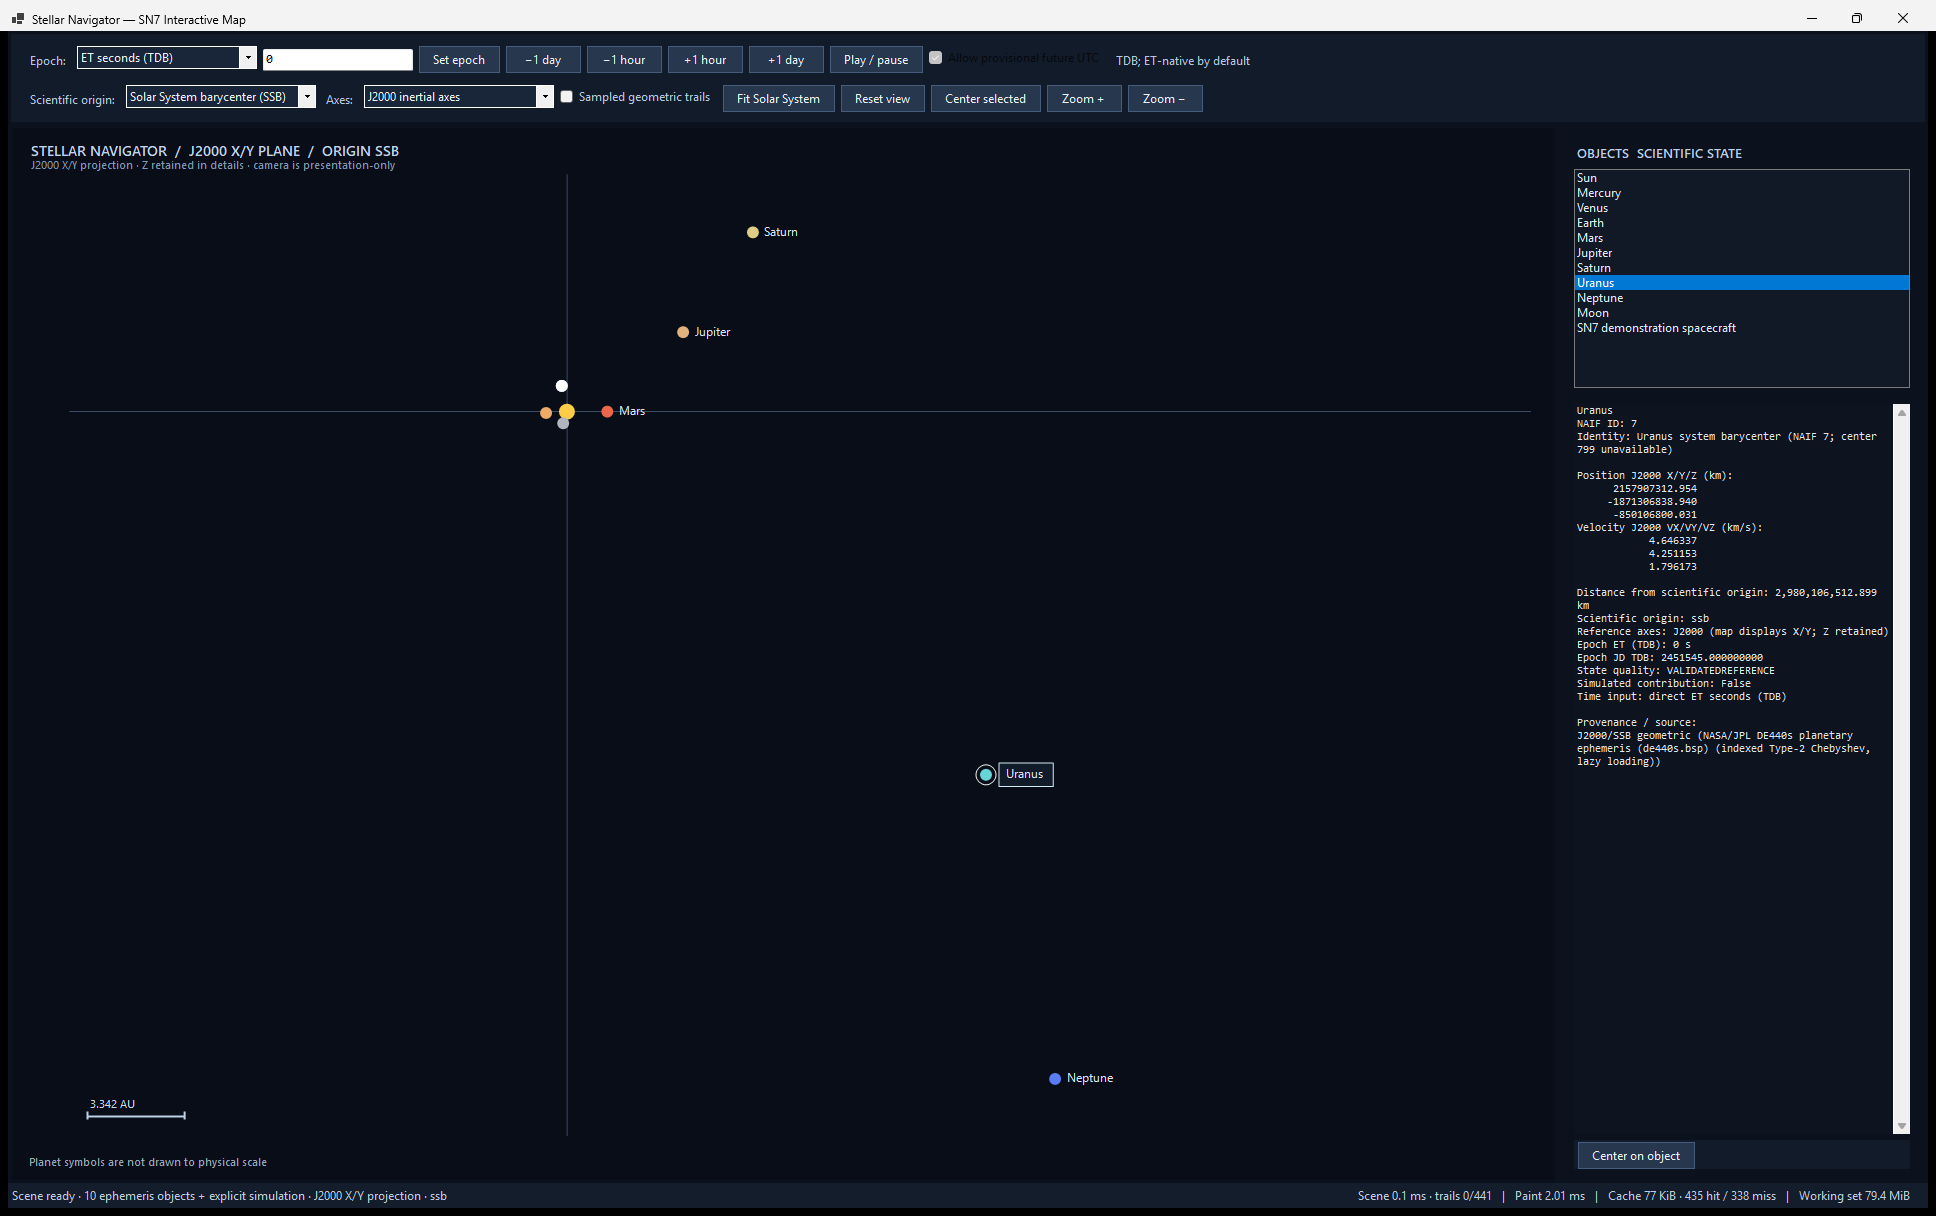 Stellar Navigator — SN7 Interactive Map
Epoch: ET seconds (TDB) 0 Set epoch −1 day −1 hour +1 hour +1 day Play / pause Allow provisional future UTC TDB; ET-native by default
Scientific origin: Solar System barycenter (SSB) Axes: J2000 inertial axes Sampled geometric trails Fit Solar System Reset view Center selected Zoom + Zoom −
STELLAR NAVIGATOR / J2000 X/Y PLANE / ORIGIN SSB
J2000 X/Y projection · Z retained in details · camera is presentation-only
Saturn
Jupiter
Mars
Uranus
Neptune
3.342 AU
Planet symbols are not drawn to physical scale
OBJECTS SCIENTIFIC STATE
Sun
Mercury
Venus
Earth
Mars
Jupiter
Saturn
Uranus
Neptune
Moon
SN7 demonstration spacecraft
Uranus
NAIF ID: 7
Identity: Uranus system barycenter (NAIF 7; center
799 unavailable)
Position J2000 X/Y/Z (km):
2157907312.954
-1871306838.940
-850106800.031
Velocity J2000 VX/VY/VZ (km/s):
4.646337
4.251153
1.796173
Distance from scientific origin: 2,980,106,512.899
km
Scientific origin: ssb
Reference axes: J2000 (map displays X/Y; Z retained)
Epoch ET (TDB): 0 s
Epoch JD TDB: 2451545.000000000
State quality: VALIDATEDREFERENCE
Simulated contribution: False
Time input: direct ET seconds (TDB)
Provenance / source:
J2000/SSB geometric (NASA/JPL DE440s planetary
ephemeris (de440s.bsp) (indexed Type-2 Chebyshev,
lazy loading))
Center on object
Scene ready · 10 ephemeris objects + explicit simulation · J2000 X/Y projection · ssb
Scene 0.1 ms · trails 0/441 | Paint 2.01 ms | Cache 77 KiB · 435 hit / 338 miss | Working set 79.4 MiB